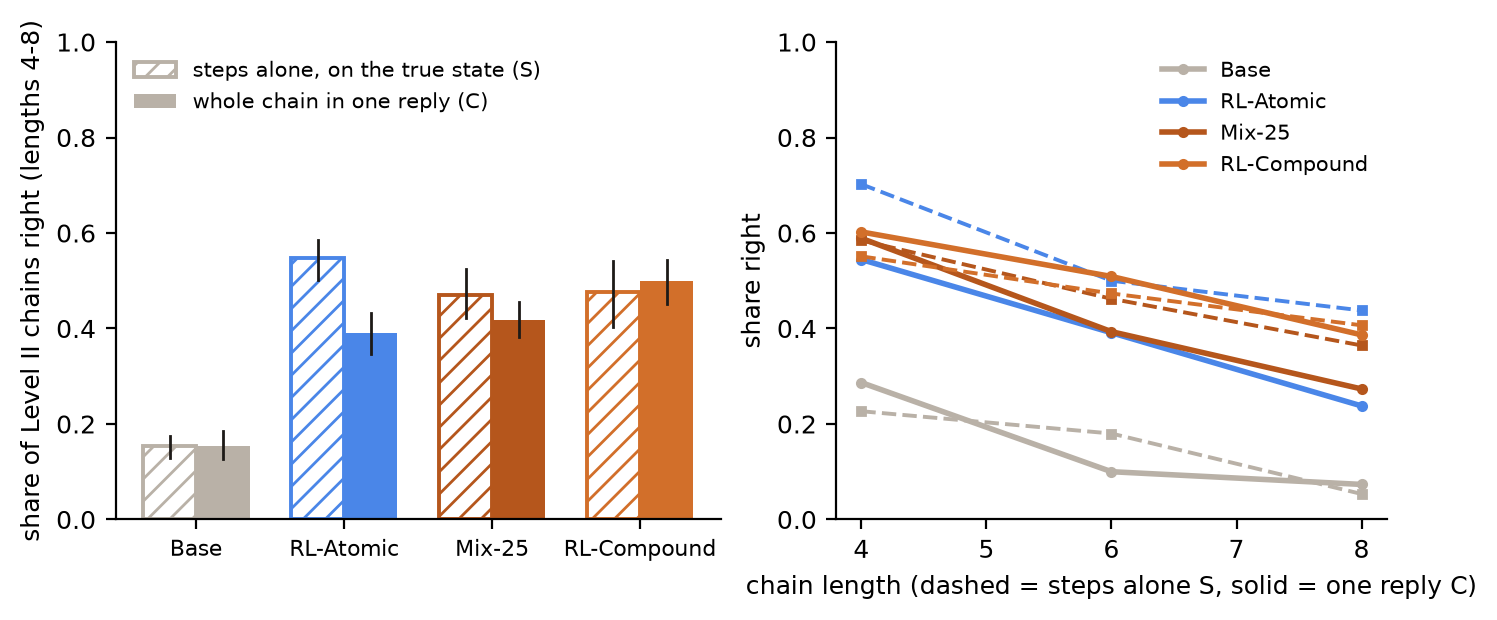 share of Level II chains right (lengths 4-8)
1.0
0.8
0.6
0.4
0.2
0.0
steps alone, on the true state (S)
whole chain in one reply (C)
Base
RL-Atomic
Mix-25
RL-Compound
share right
1.0
0.8
0.6
0.4
0.2
0.0
Base
RL-Atomic
Mix-25
RL-Compound
4
5
6
7
8
chain length (dashed = steps alone S, solid = one reply C)